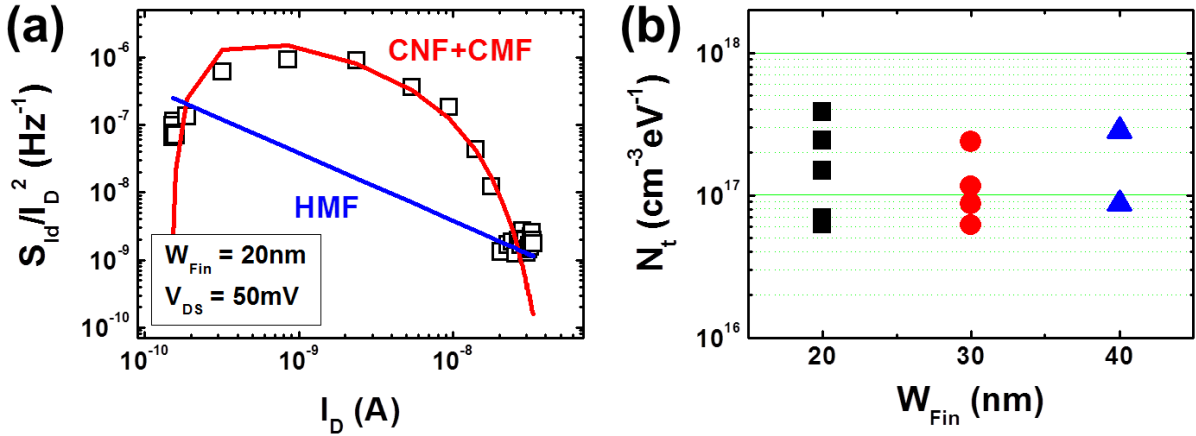 (a)
S_Id/I_D^2 (Hz^-1)
10^-6
10^-7
10^-8
10^-9
10^-10
CNF+CMF
HMF
W_Fin = 20nm
V_DS = 50mV
10^-10
10^-9
10^-8
I_D (A)
(b)
N_t (cm^-3 eV^-1)
10^18
10^17
10^16
20
30
40
W_Fin (nm)